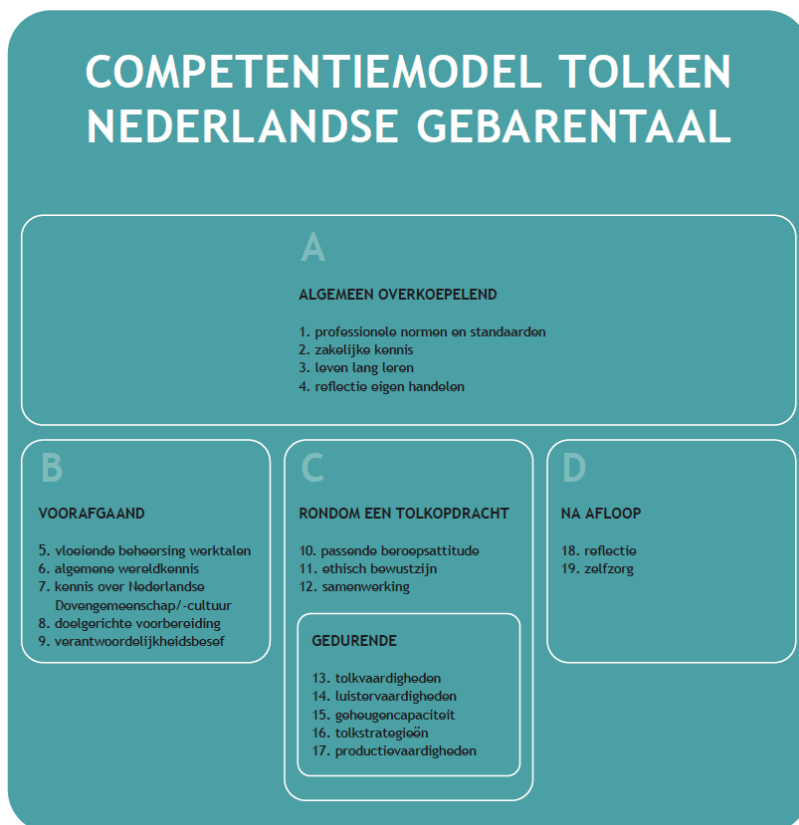 COMPETENTIEMODEL TOLKEN
NEDERLANDSE GEBARENTAAL
A
ALGEMEEN OVERKOEPELEND
1. professionele normen en standaarden
2. zakelijke kennis
3. leven lang leren
4. reflectie eigen handelen
B
VOORAFGAAND
5. vloeiende beheersing werktalen
6. algemene wereldkennis
7. kennis over Nederlandse
Dovengemeenschap/-cultuur
8. doelgerichte voorbereiding
9. verantwoordelijkheidsbesef
C
RONDOM EEN TOLKOPDRACHT
10. passende beroepsattitude
11. ethisch bewustzijn
12. samenwerking
GEDURENDE
13. tolkvaardigheden
14. luistervaardigheden
15. geheugencapaciteit
16. tolkstrategieën
17. productievaardigheden
D
NA AFLOOP
18. reflectie
19. zelfzorg